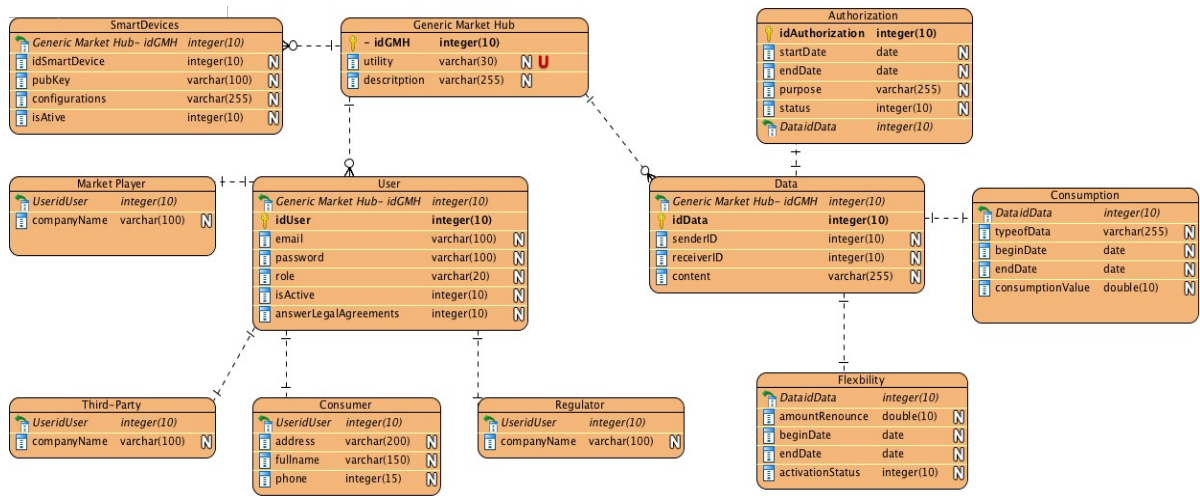 SmartDevices
Generic Market Hub- idGMH integer(10)
idSmartDevice integer(10) N
pubKey varchar(100) N
configurations varchar(255) N
isAtive integer(10) N
Generic Market Hub
- idGMH integer(10)
utility varchar(30) N U
descritption varchar(255) N
Authorization
idAuthorization integer(10)
startDate date N
endDate date N
purpose varchar(255) N
status integer(10) N
DataidData integer(10)
Market Player
UseridUser integer(10)
companyName varchar(100) N
User
Generic Market Hub- idGMH integer(10)
idUser integer(10)
email varchar(100) N
password varchar(100) N
role varchar(20) N
isActive integer(10) N
answerLegalAgreements integer(10) N
Data
Generic Market Hub- idGMH integer(10)
idData integer(10)
senderID integer(10) N
receiverID integer(10) N
content varchar(255) N
Consumption
DataidData integer(10)
typeofData varchar(255) N
beginDate date N
endDate date N
consumptionValue double(10) N
Third-Party
UseridUser integer(10)
companyName varchar(100) N
Consumer
UseridUser integer(10)
address varchar(200) N
fullname varchar(150) N
phone integer(15) N
Regulator
UseridUser integer(10)
companyName varchar(100) N
Flexbility
DataidData integer(10)
amountRenounce double(10) N
beginDate date N
endDate date N
activationStatus integer(10) N